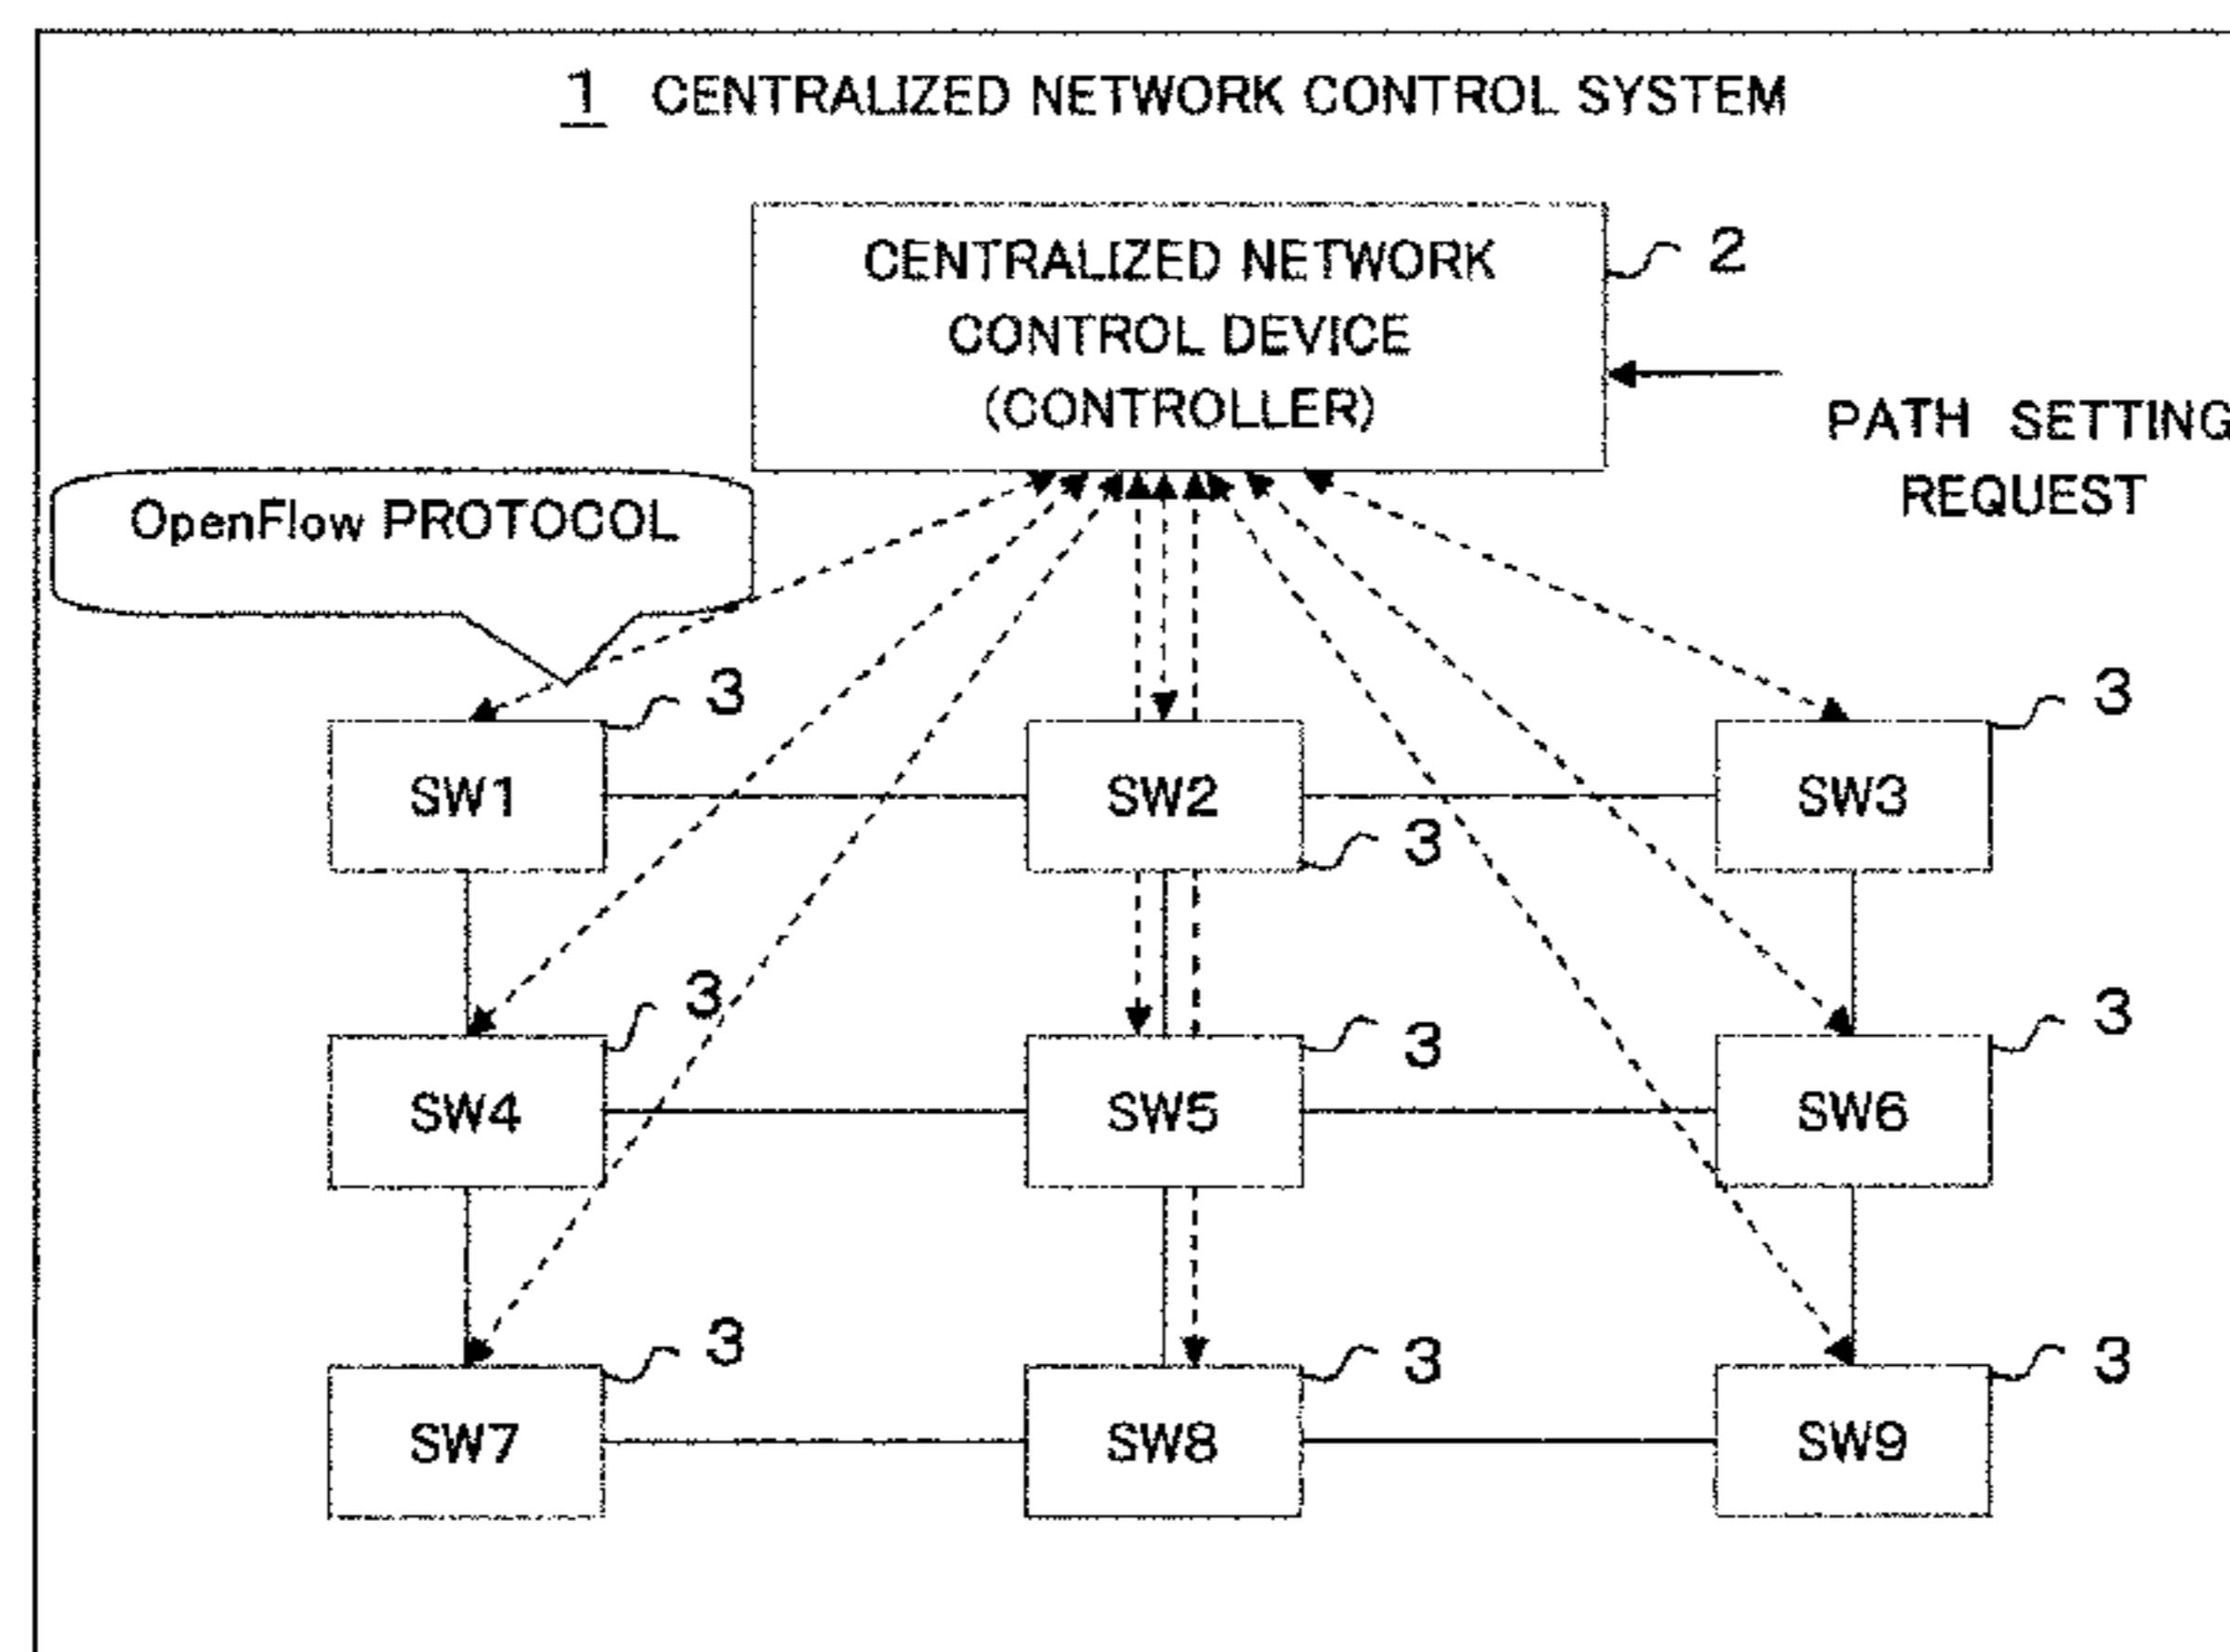 1 CENTRALIZED NETWORK CONTROL SYSTEM
CENTRALIZED NETWORK
CONTROL DEVICE
(CONTROLLER)
2
PATH SETTING
REQUEST
OpenFlow PROTOCOL
3
3
SW1
SW2
SW3
3
3
3
3
SW4
SW5
SW6
3
3
3
SW7
SW8
SW9